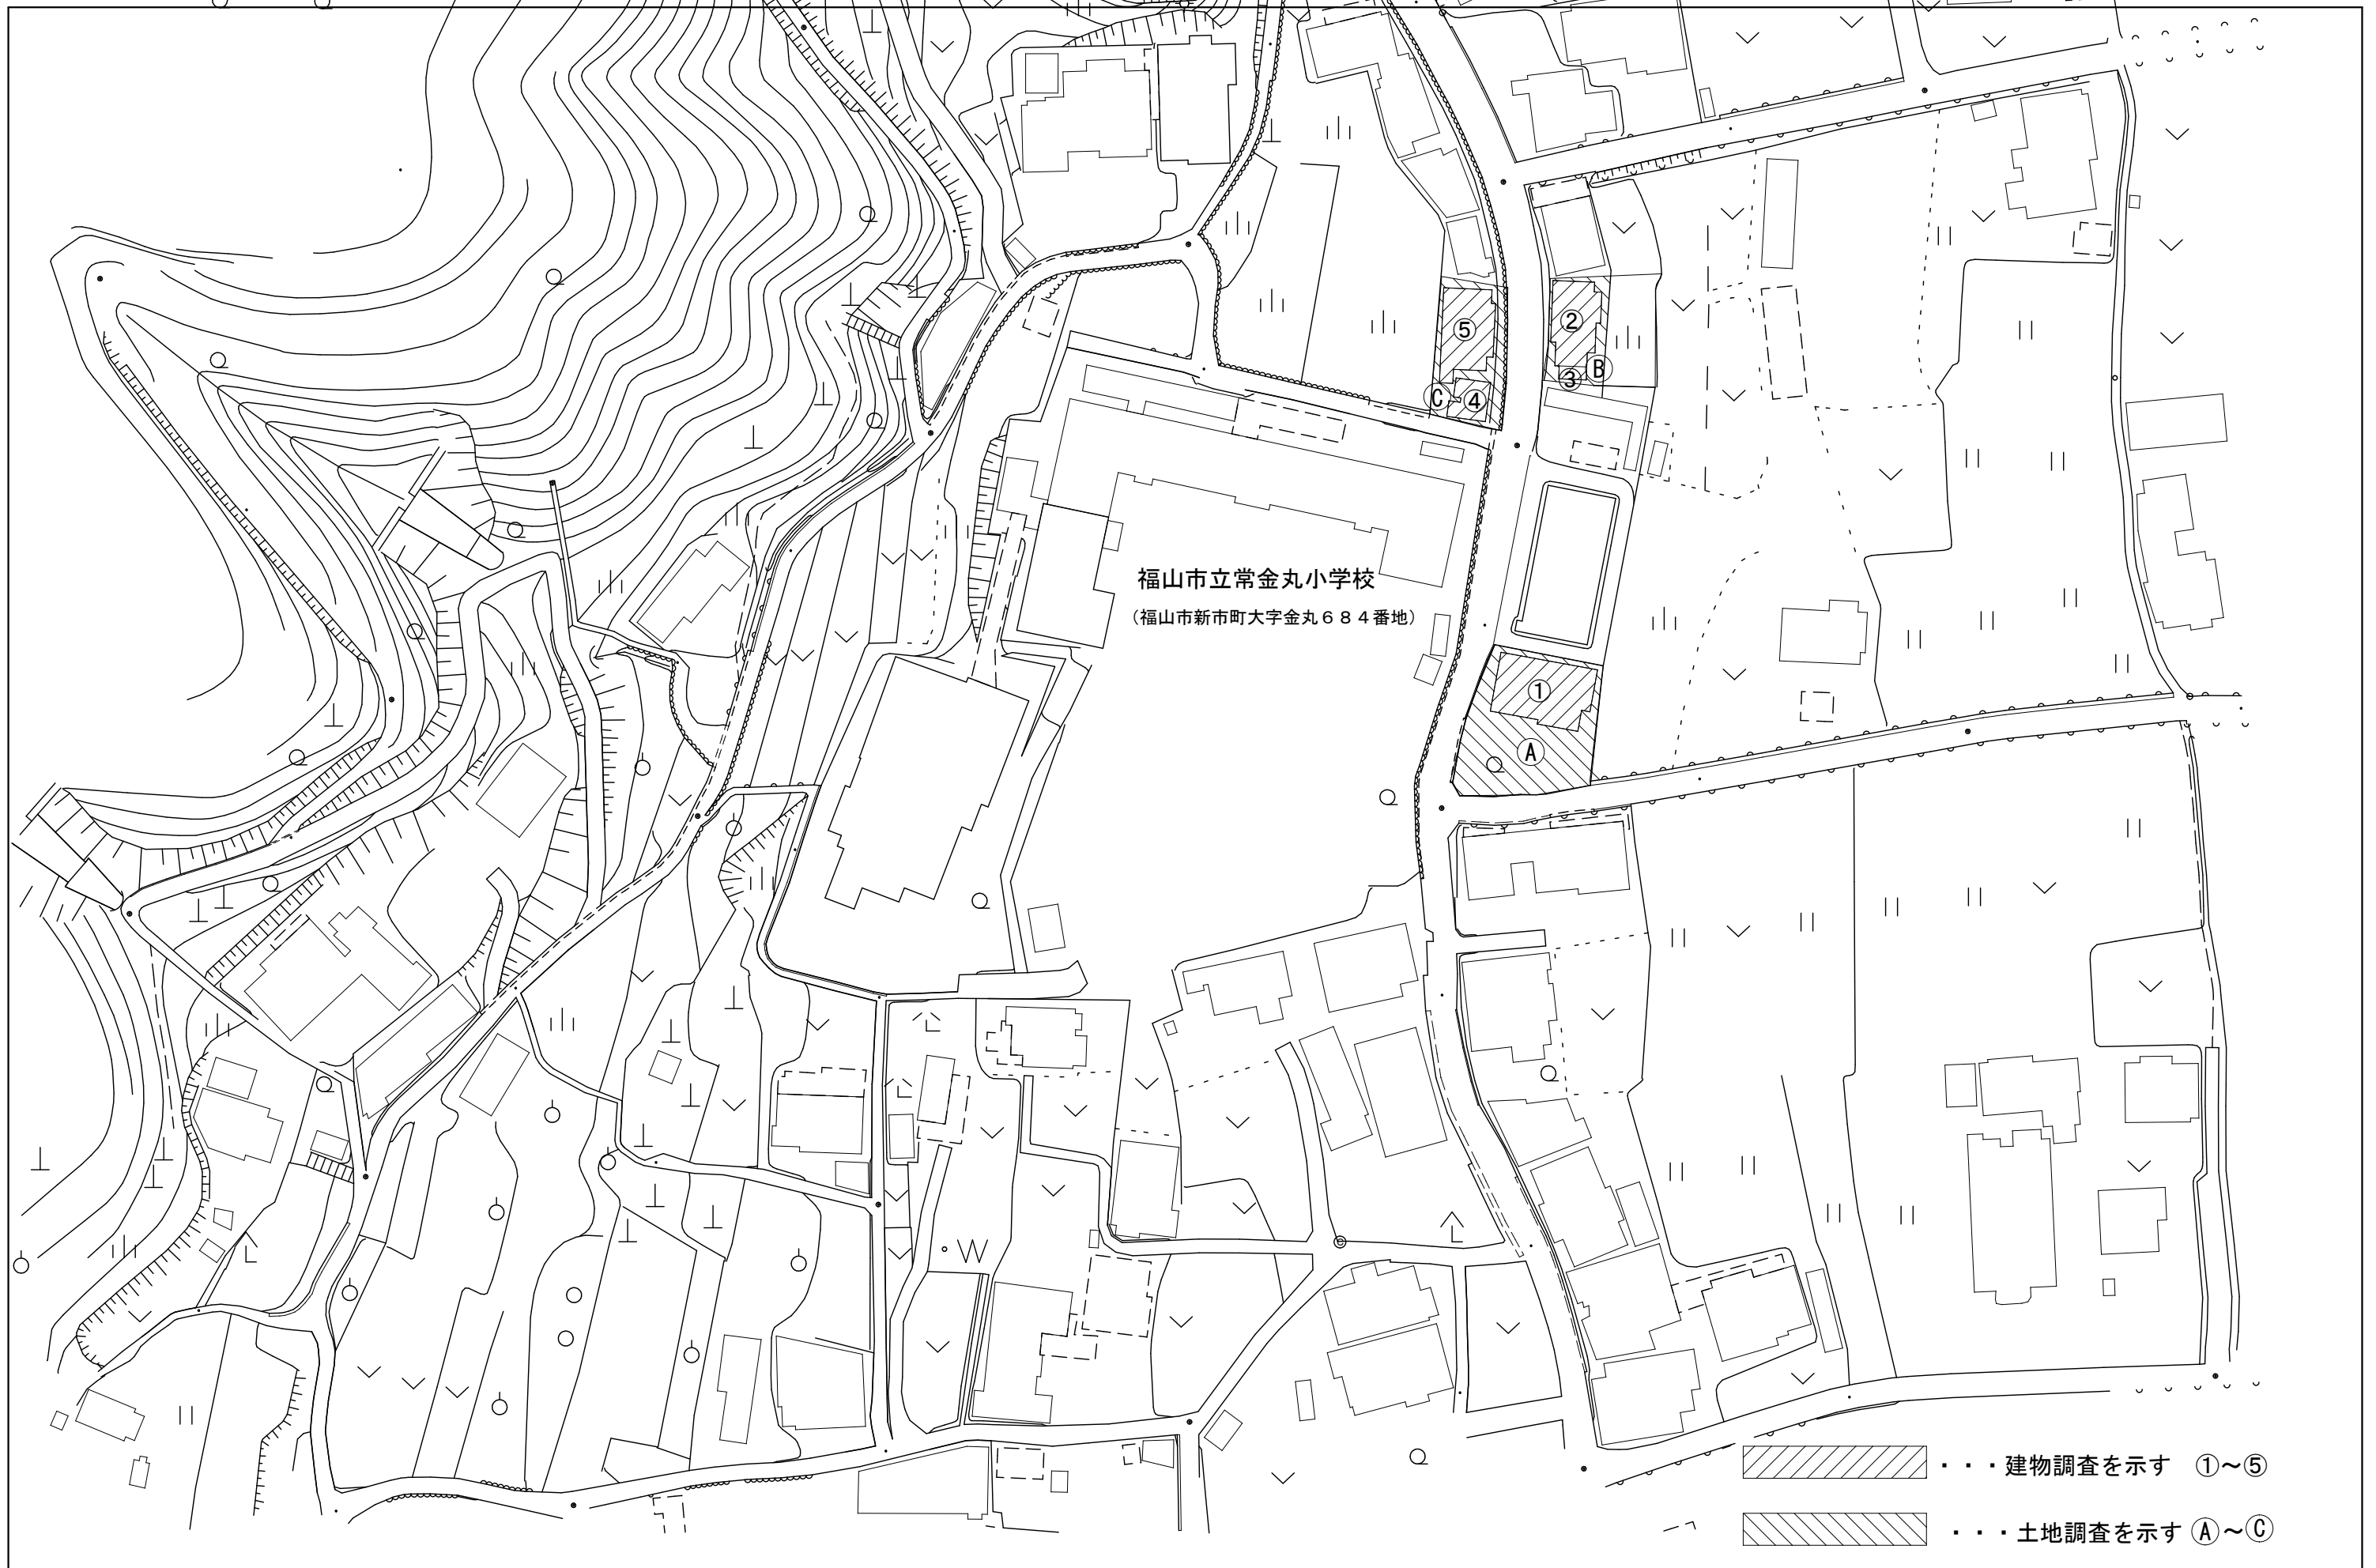 ⑤
②
Ⓑ
③
Ⓒ
④
福山市立常金丸小学校
（福山市新市町大字金丸６８４番地）
①
Ⓐ
・・・建物調査を示す　①～⑤
・・・土地調査を示す Ⓐ～Ⓒ